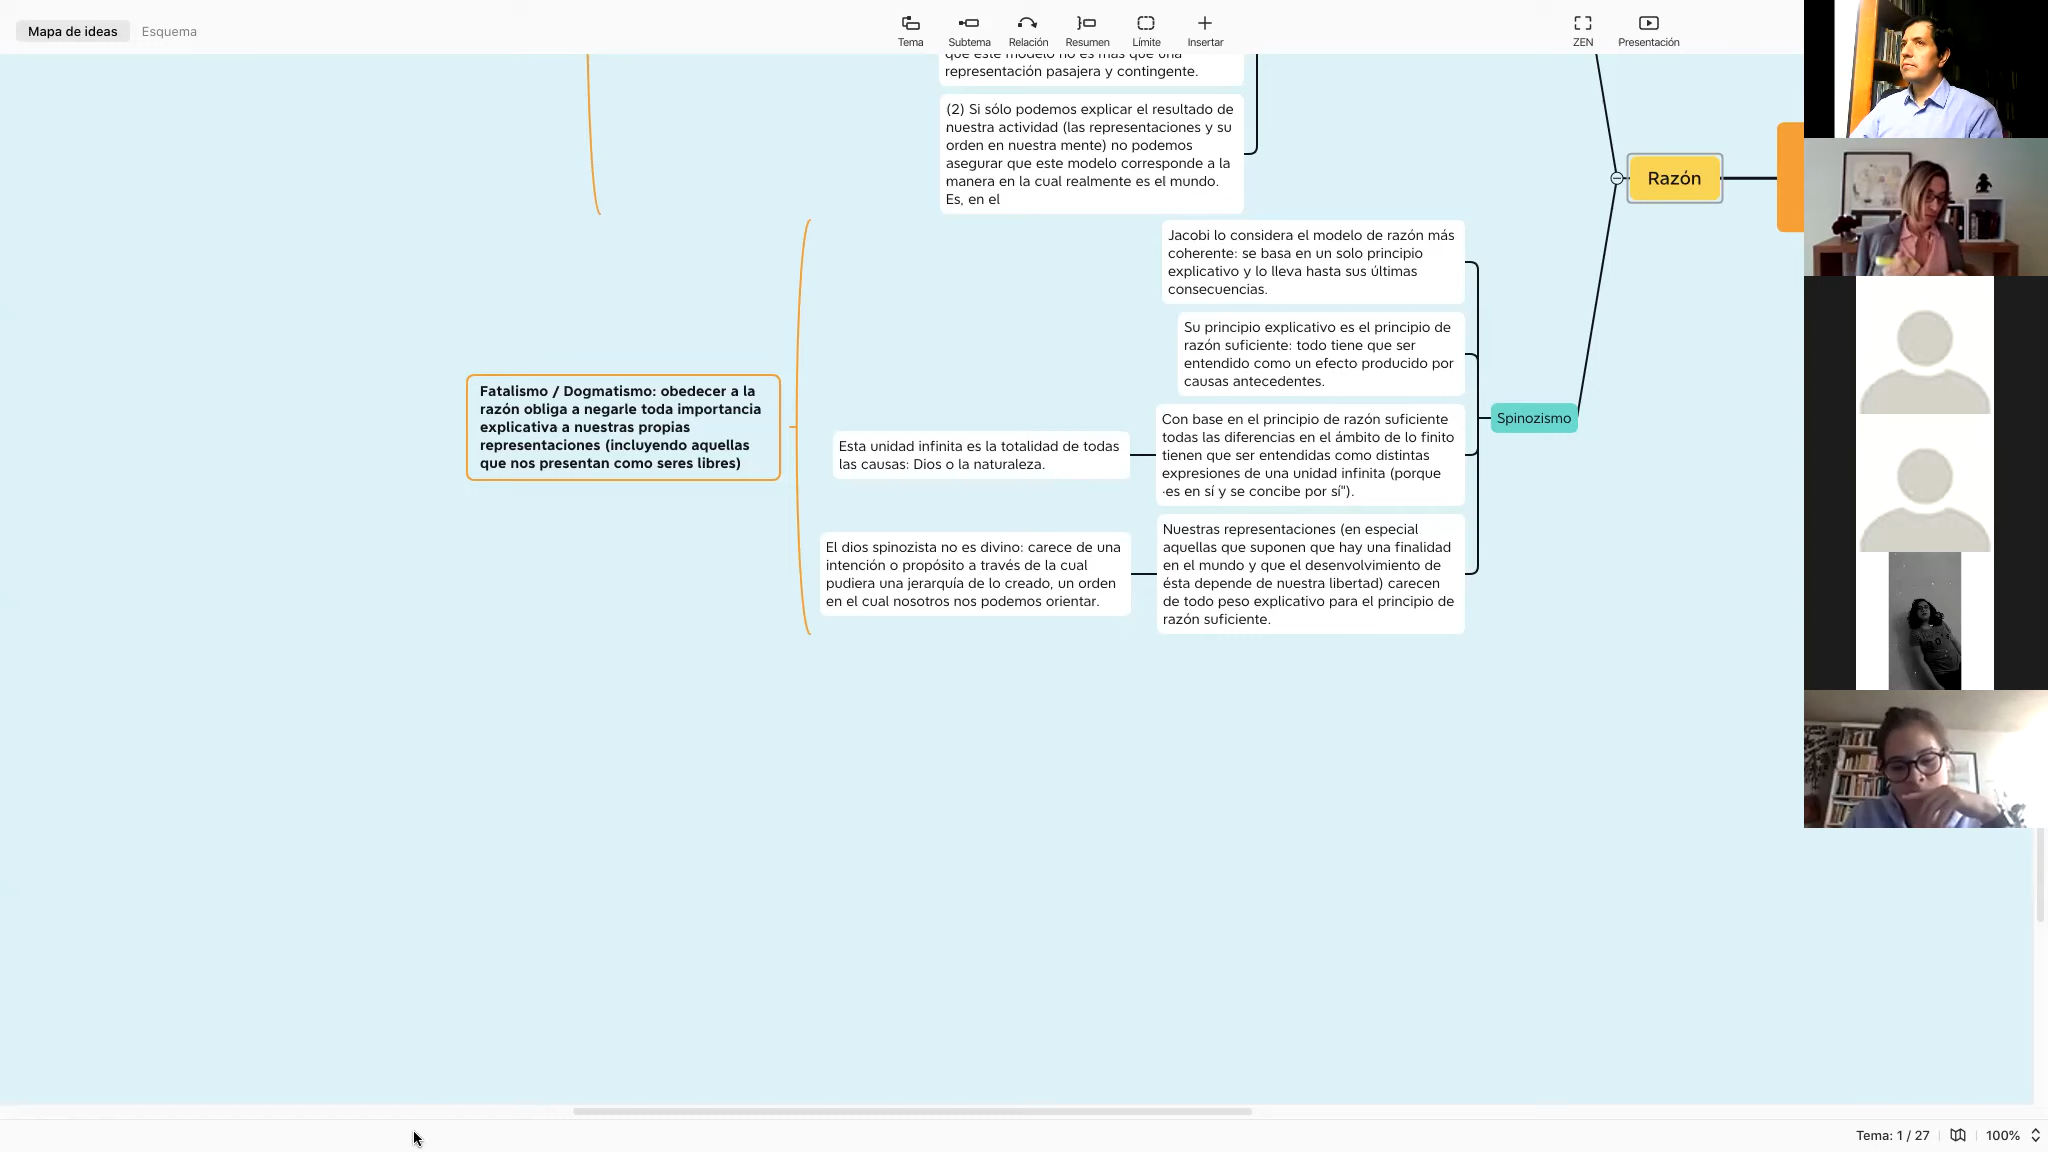 Mapa de ideas
Esquema
Tema
Subtema
Relación
Resumen
Límite
Insertar
ZEN
Presentación
que este modelo no es más que una
representación pasajera y contingente.
(2) Si sólo podemos explicar el resultado de
nuestra actividad (las representaciones y su
orden en nuestra mente) no podemos
asegurar que este modelo corresponde a la
manera en la cual realmente es el mundo.
Es, en el
Razón
Jacobi lo considera el modelo de razón más
coherente: se basa en un solo principio
explicativo y lo lleva hasta sus últimas
consecuencias.
Su principio explicativo es el principio de
razón suficiente: todo tiene que ser
entendido como un efecto producido por
causas antecedentes.
Fatalismo / Dogmatismo: obedecer a la
razón obliga a negarle toda importancia
explicativa a nuestras propias
representaciones (incluyendo aquellas
que nos presentan como seres libres)
Esta unidad infinita es la totalidad de todas
las causas: Dios o la naturaleza.
Con base en el principio de razón suficiente
todas las diferencias en el ámbito de lo finito
tienen que ser entendidas como distintas
expresiones de una unidad infinita (porque
·es en sí y se concibe por sí").
Spinozismo
El dios spinozista no es divino: carece de una
intención o propósito a través de la cual
pudiera una jerarquía de lo creado, un orden
en el cual nosotros nos podemos orientar.
Nuestras representaciones (en especial
aquellas que suponen que hay una finalidad
en el mundo y que el desenvolvimiento de
ésta depende de nuestra libertad) carecen
de todo peso explicativo para el principio de
razón suficiente.
Tema: 1 / 27
100%